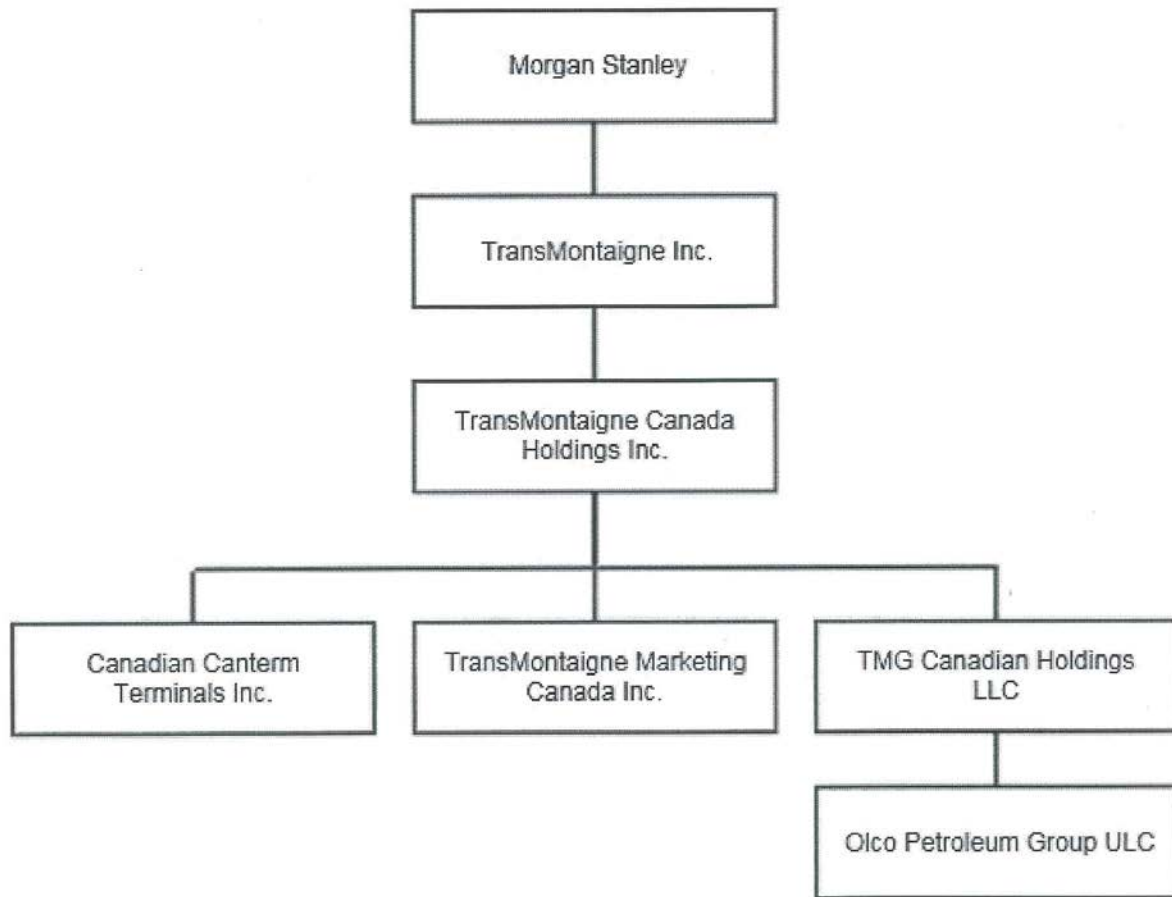 Morgan Stanley
TransMontaigne Inc.
TransMontaigne Canada
Holdings Inc.
Canadian Canterm
Terminals Inc.
TransMontaigne Marketing
Canada Inc.
TMG Canadian Holdings
LLC
Olco Petroleum Group ULC